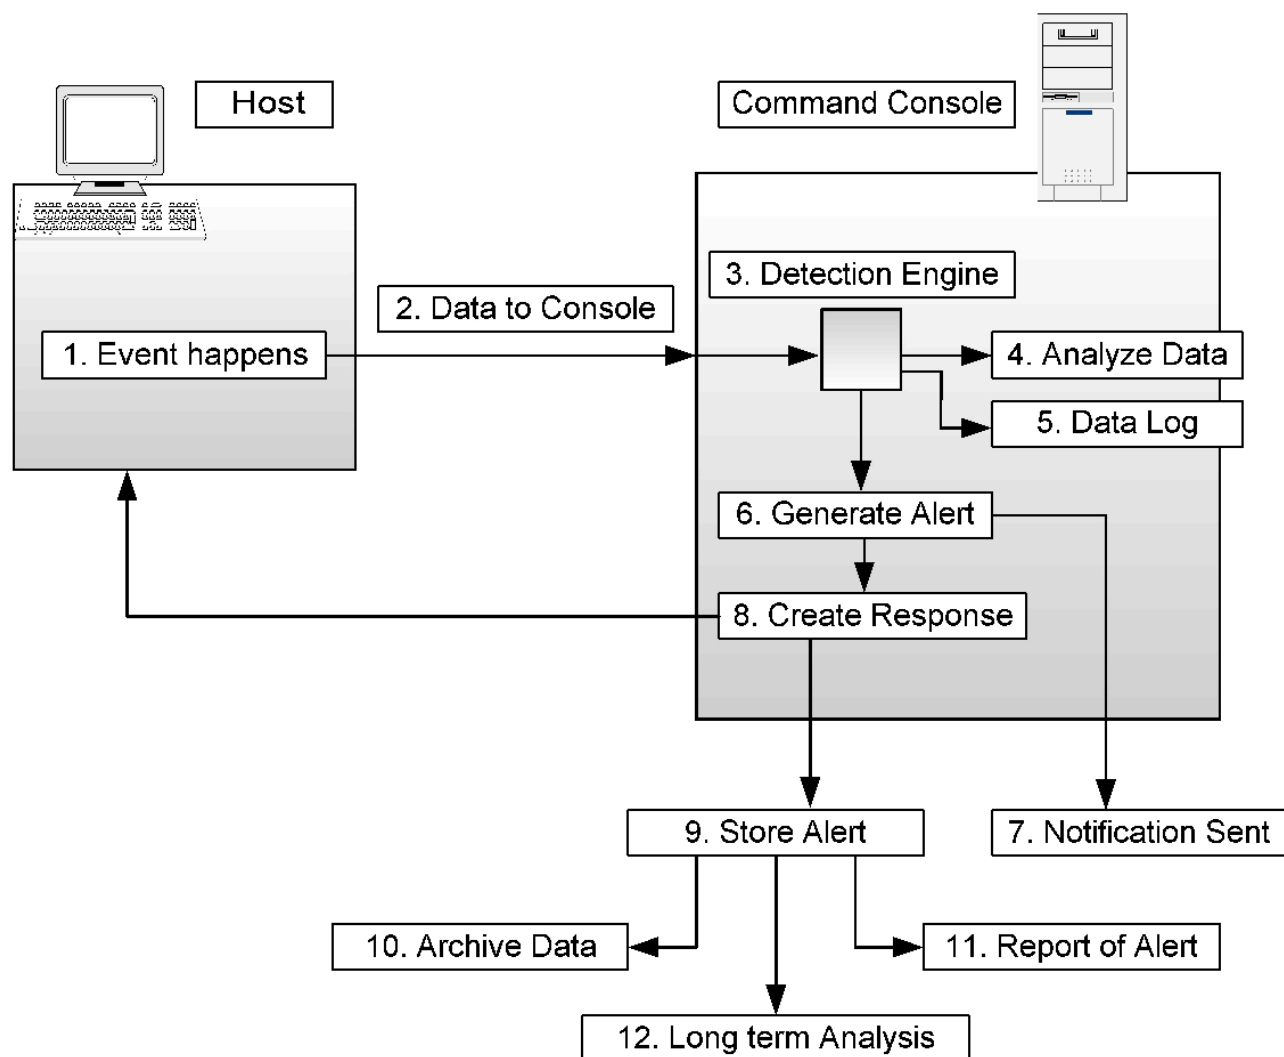 Host
Command Console
3. Detection Engine
2. Data to Console
1. Event happens
4. Analyze Data
5. Data Log
6. Generate Alert
8. Create Response
9. Store Alert
7. Notification Sent
10. Archive Data
11. Report of Alert
12. Long term Analysis